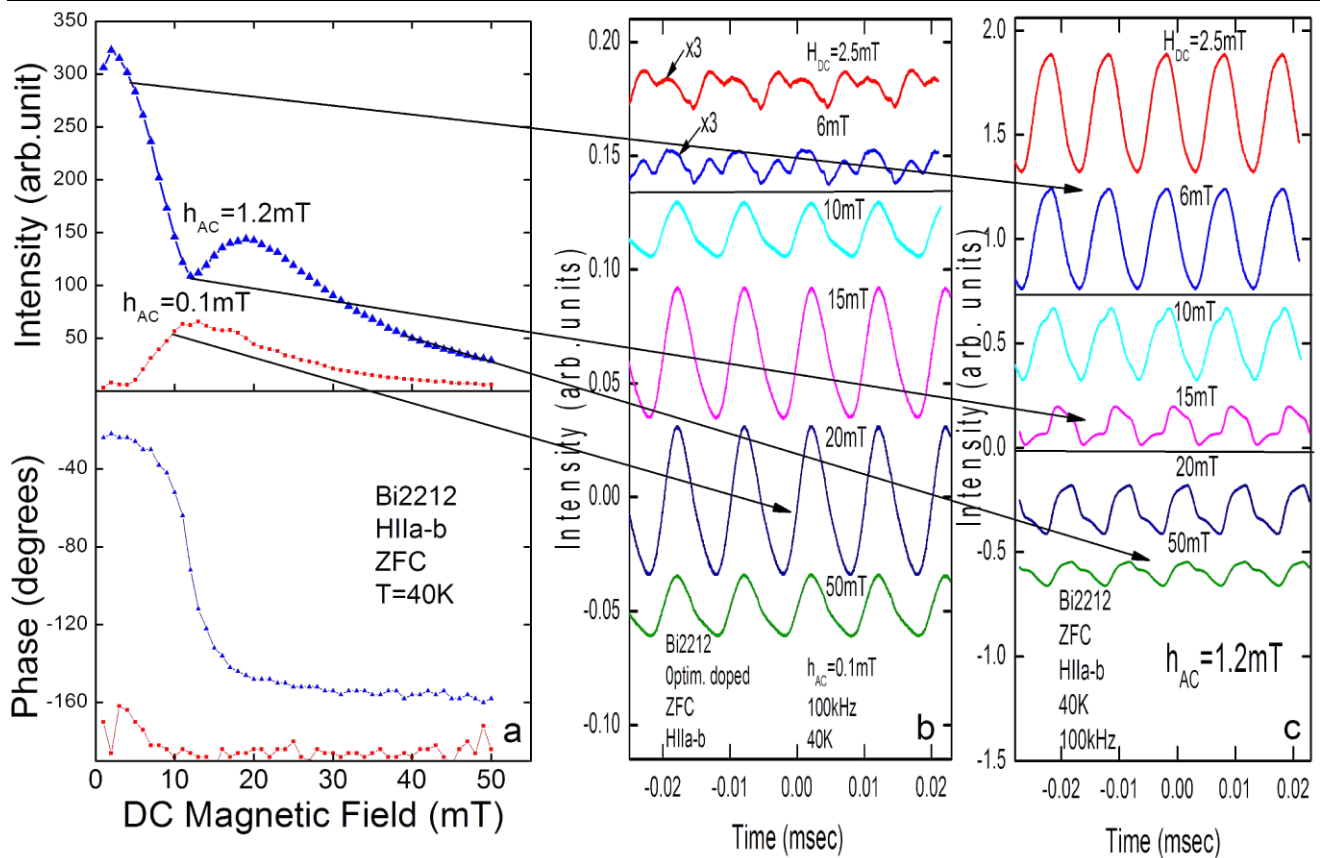 350
300
250
200
150
100
50
Intensity (arb.unit)
h_AC=1.2mT
h_AC=0.1mT
-40
-80
-120
-160
Phase (degrees)
Bi2212
HIIa-b
ZFC
T=40K
a
0 10 20 30 40 50
DC Magnetic Field (mT)
0.20
0.15
0.10
0.05
0.00
-0.05
-0.10
Intensity (arb. units)
x3
H_DC=2.5mT
x3
6mT
10mT
15mT
20mT
50mT
Bi2212
Optim. doped
ZFC
HIIa-b
h_AC=0.1mT
100kHz
40K
b
-0.02 -0.01 0.00 0.01 0.02
Time (msec)
2.0
1.5
1.0
0.5
0.0
-0.5
-1.0
-1.5
Intensity (arb. units)
H_DC=2.5mT
6mT
10mT
15mT
20mT
50mT
Bi2212
ZFC
HIIa-b
40K
100kHz
h_AC=1.2mT
c
-0.02 -0.01 0.00 0.01 0.02
Time (msec)